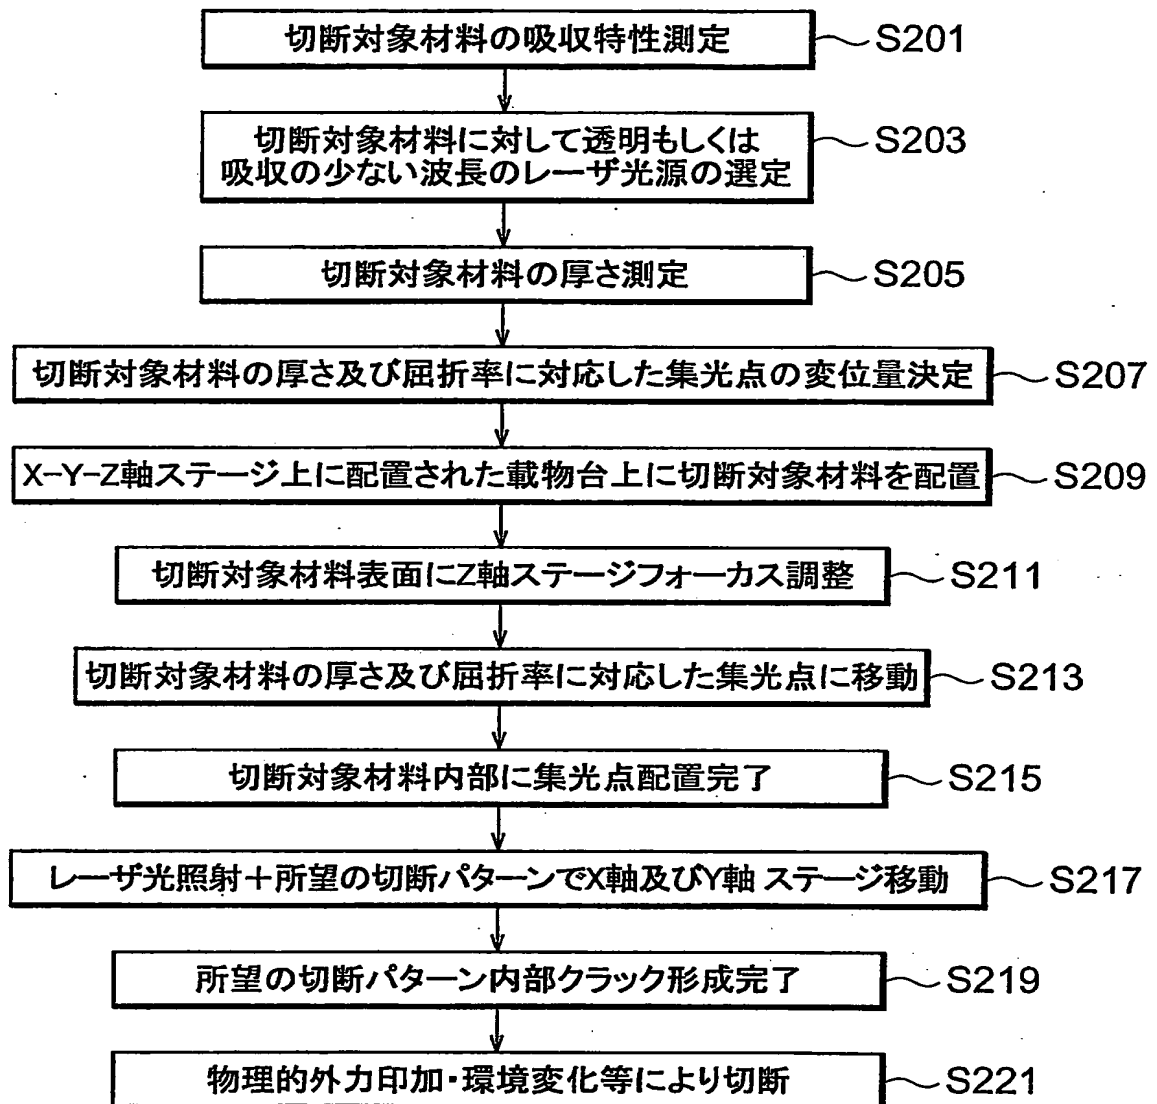 切断対象材料の吸収特性測定 S201
切断対象材料に対して透明もしくは
吸収の少ない波長のレーザ光源の選定 S203
切断対象材料の厚さ測定 S205
切断対象材料の厚さ及び屈折率に対応した集光点の変位量決定 S207
X-Y-Z軸ステージ上に配置された載物台上に切断対象材料を配置 S209
切断対象材料表面にZ軸ステージフォーカス調整 S211
切断対象材料の厚さ及び屈折率に対応した集光点に移動 S213
切断対象材料内部に集光点配置完了 S215
レーザ光照射+所望の切断パターンでX軸及びY軸 ステージ移動 S217
所望の切断パターン内部クラック形成完了 S219
物理的外力印加・環境変化等により切断 S221